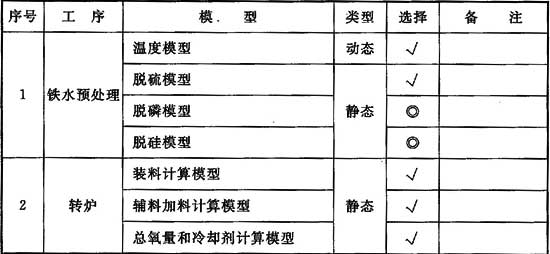 序号 工 序 模. 型 类型 选择 备 注
1 铁水预处理 温度模型 动态 √
脱硫模型 静态 √
脱磷模型 ◎
脱硅模型 ◎
2 转炉 装料计算模型 静态 √
辅料加料计算模型 √
总氧量和冷却剂计算模型 √